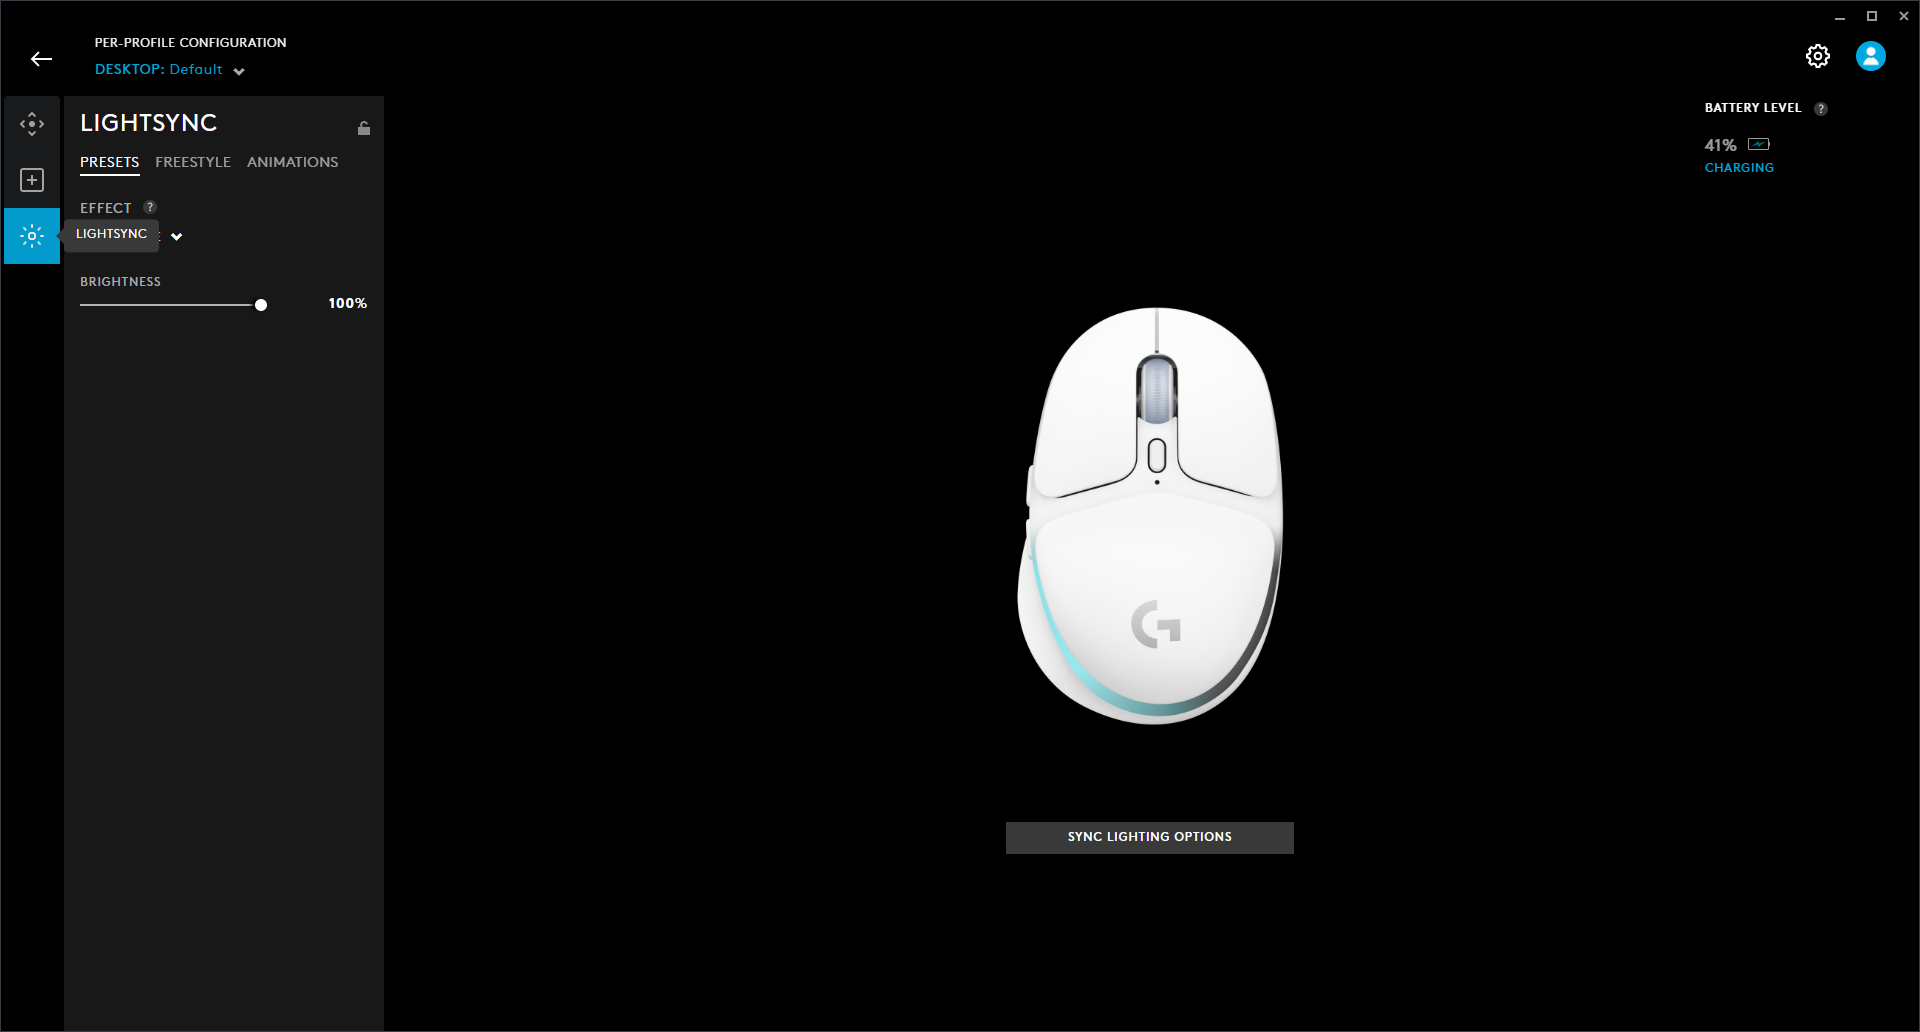 PER-PROFILE CONFIGURATION
DESKTOP: Default
LIGHTSYNC
PRESETS FREESTYLE ANIMATIONS
EFFECT ?
LIGHTSYNC
BRIGHTNESS
100%
BATTERY LEVEL ?
41%
CHARGING
G
SYNC LIGHTING OPTIONS